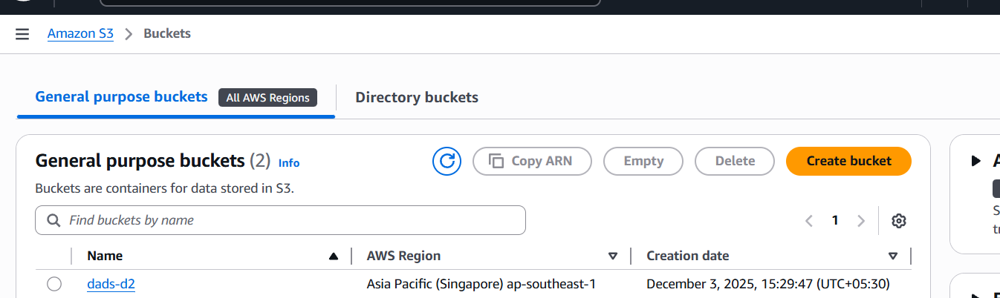 Amazon S3 > Buckets
General purpose buckets All AWS Regions Directory buckets
General purpose buckets (2) Info
Copy ARN Empty Delete Create bucket
Buckets are containers for data stored in S3.
Find buckets by name
1
Name AWS Region Creation date
dads-d2 Asia Pacific (Singapore) ap-southeast-1 December 3, 2025, 15:29:47 (UTC+05:30)